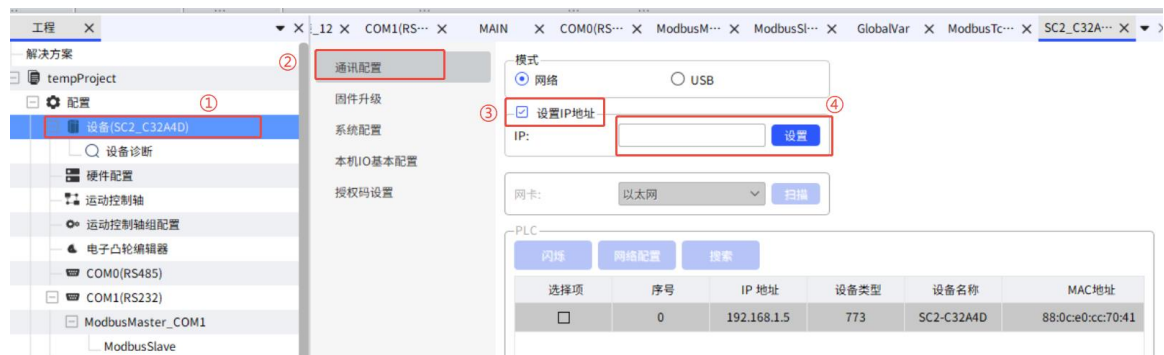 工程 × ▼ × :_12 × COM1(RS··· × MAIN × COM0(RS··· × ModbusM··· × ModbusSl··· × GlobalVar × ModbusTc··· × SC2_C32A··· × ▼
解决方案
tempProject
配置
①
设备(SC2_C32A4D)
设备诊断
硬件配置
运动控制轴
运动控制轴组配置
电子凸轮编辑器
COM0(RS485)
COM1(RS232)
ModbusMaster_COM1
ModbusSlave
②
通讯配置
固件升级
系统配置
本机IO基本配置
授权码设置
模式
网络 USB
③ 设置IP地址 ④
IP: 设置
网卡: 以太网 扫描
PLC
闪烁 网络配置 搜索
选择项 序号 IP 地址 设备类型 设备名称 MAC地址
0 192.168.1.5 773 SC2-C32A4D 88:0c:e0:cc:70:41